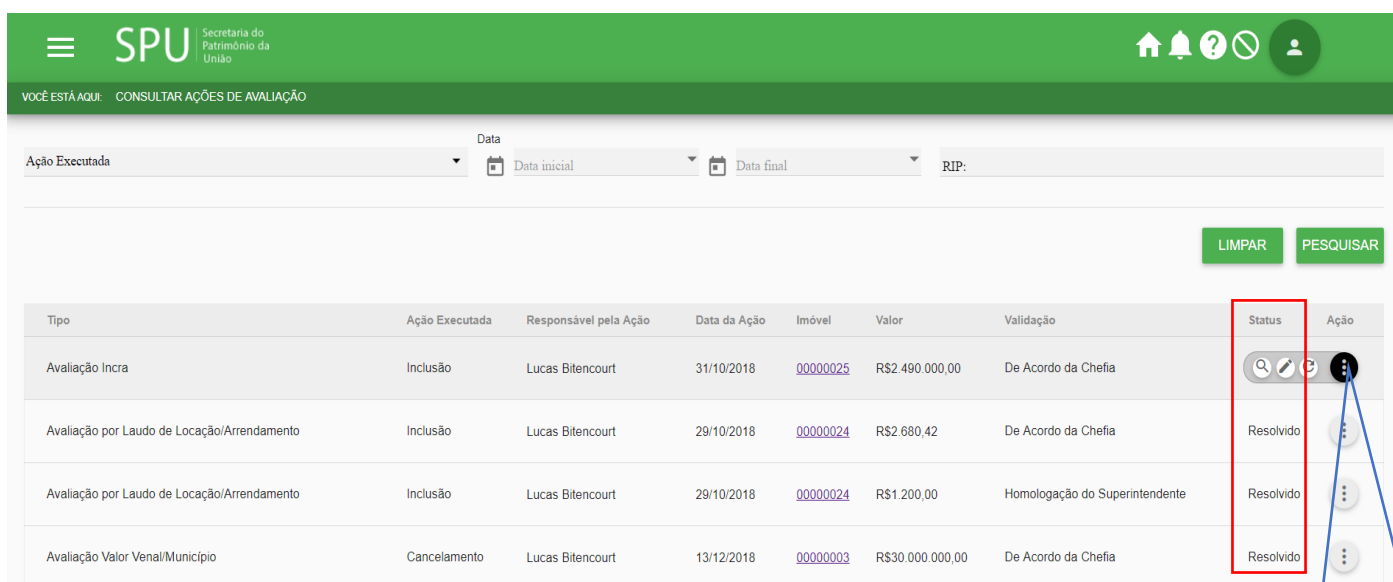 SPU Secretaria do
Patrimônio da
União
VOCÊ ESTÁ AQUI: CONSULTAR AÇÕES DE AVALIAÇÃO
Data
Ação Executada Data inicial Data final RIP:
LIMPAR PESQUISAR
Tipo Ação Executada Responsável pela Ação Data da Ação Imóvel Valor Validação Status Ação
Avaliação Incra Inclusão Lucas Bitencourt 31/10/2018 00000025 R$2.490.000,00 De Acordo da Chefia
Avaliação por Laudo de Locação/Arrendamento Inclusão Lucas Bitencourt 29/10/2018 00000024 R$2.680,42 De Acordo da Chefia Resolvido
Avaliação por Laudo de Locação/Arrendamento Inclusão Lucas Bitencourt 29/10/2018 00000024 R$1.200,00 Homologação do Superintendente Resolvido
Avaliação Valor Venal/Município Cancelamento Lucas Bitencourt 13/12/2018 00000003 R$30.000.000,00 De Acordo da Chefia Resolvido